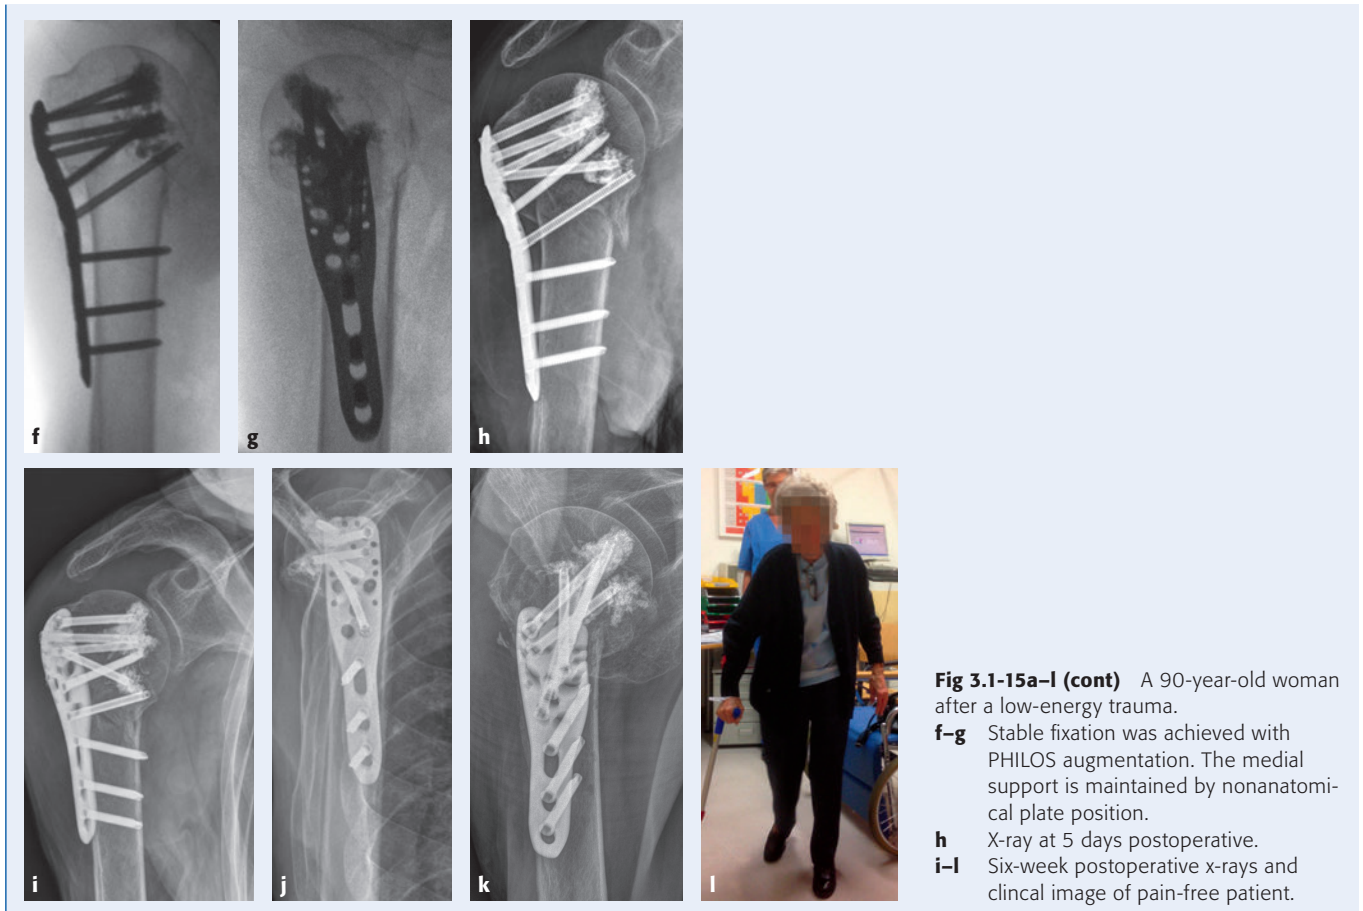 f
g
h
i
j
k
l
Fig 3.1-15a–l (cont) A 90-year-old woman
after a low-energy trauma.
f–g Stable fixation was achieved with
PHILOS augmentation. The medial
support is maintained by nonanatomi-
cal plate position.
h X-ray at 5 days postoperative.
i–l Six-week postoperative x-rays and
clincal image of pain-free patient.